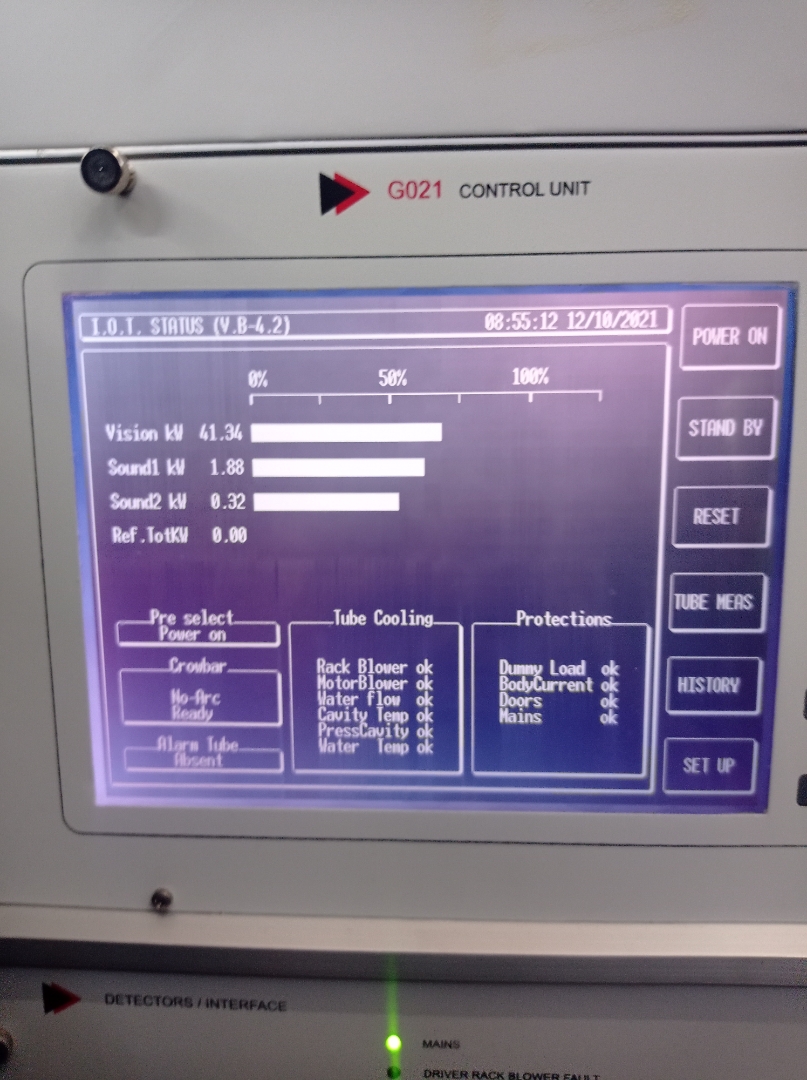 G021 CONTROL UNIT
I.O.T. STATUS (V.B-4.2) 08:55:12 12/10/2021
0% 50% 100%
Vision kW 41.34
Sound1 kW 1.88
Sound2 kW 0.32
Ref.TotKW 0.00
Pre select
Power on
Crowbar
No-Arc
Ready
Alarm Tube
Absent
Tube Cooling
Rack Blower ok
MotorBlower ok
Water flow ok
Cavity Temp ok
PressCavity ok
Water Temp ok
Protections
Dummy Load ok
BodyCurrent ok
Doors ok
Mains ok
POWER ON
STAND BY
RESET
TUBE MEAS
HISTORY
SET UP
DETECTORS / INTERFACE
MAINS
DRIVER RACK BLOWER FAULT